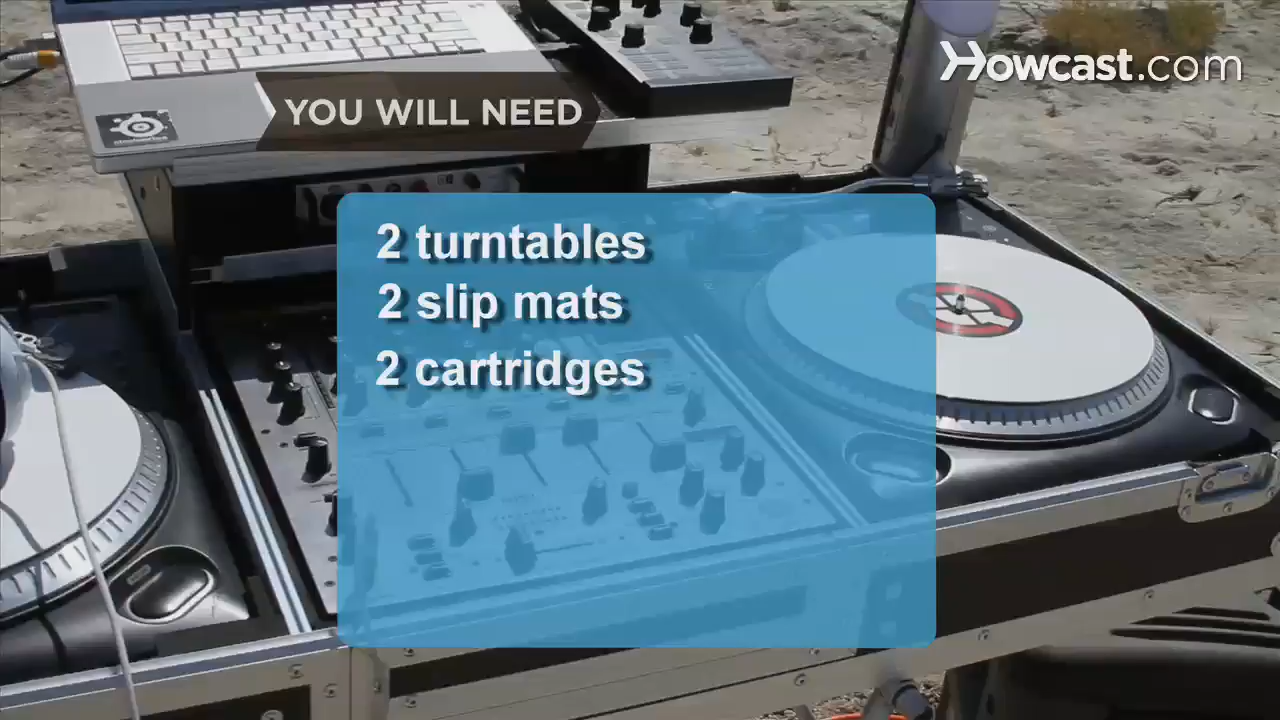 Howcast.com
YOU WILL NEED
2 turntables
2 slip mats
2 cartridges